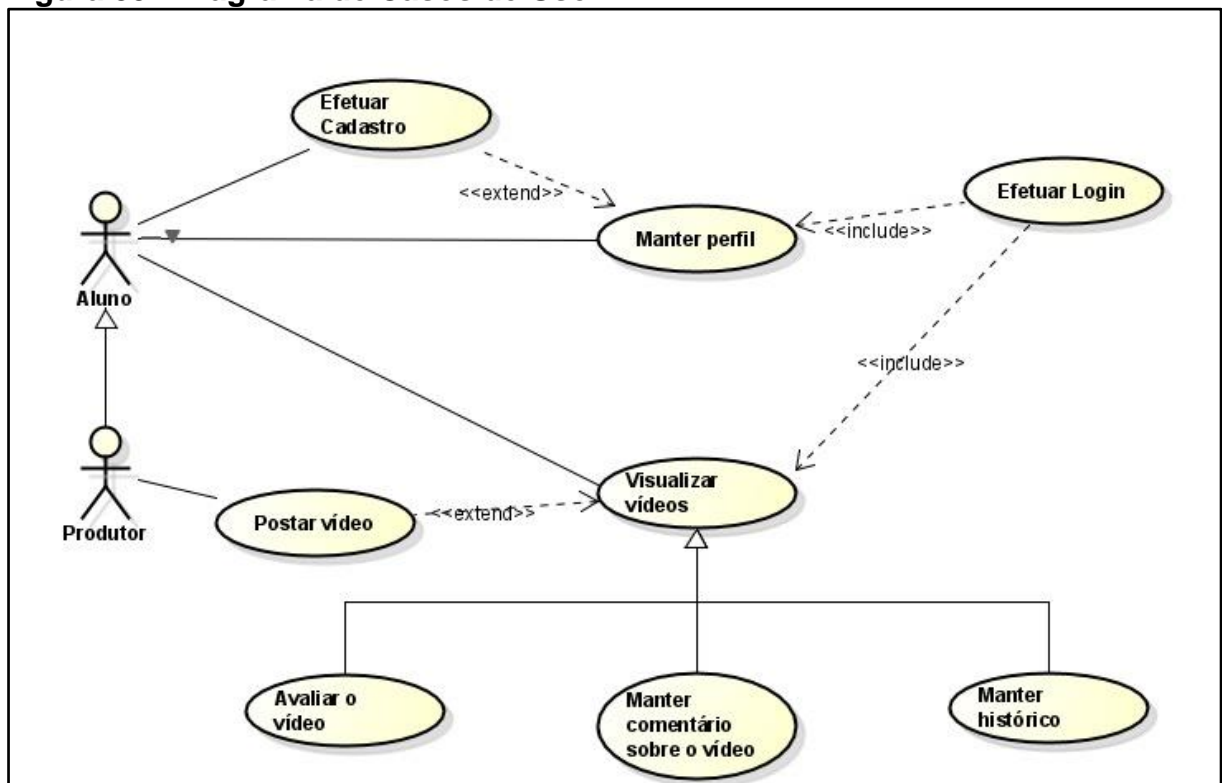 Efetuar
Cadastro
<<extend>>
Efetuar Login
Manter perfil
<<include>>
Aluno
<<include>>
Visualizar
vídeos
Postar vídeo
<<extend>>
Produtor
Avaliar o
vídeo
Manter
comentário
sobre o vídeo
Manter
histórico